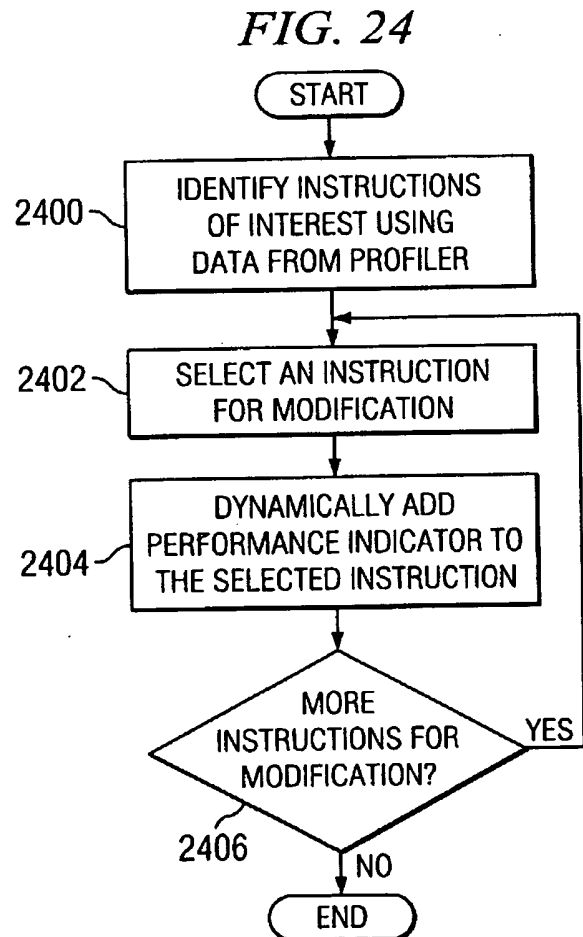 FIG. 24
START
2400
IDENTIFY INSTRUCTIONS
OF INTEREST USING
DATA FROM PROFILER
2402
SELECT AN INSTRUCTION
FOR MODIFICATION
2404
DYNAMICALLY ADD
PERFORMANCE INDICATOR TO
THE SELECTED INSTRUCTION
MORE
INSTRUCTIONS FOR
MODIFICATION?
YES
2406
NO
END